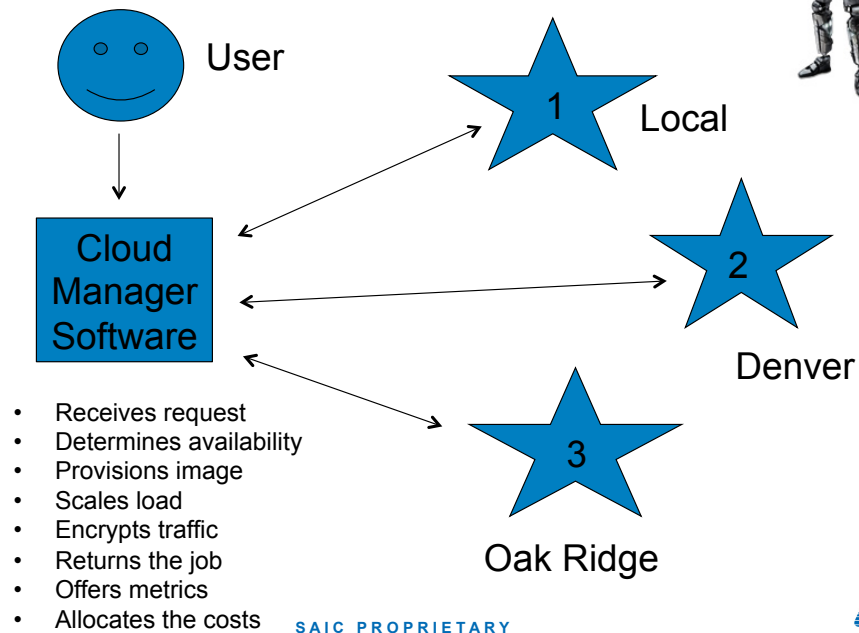 User
1
Local
Cloud
Manager
Software
2
Denver
3
Oak Ridge
• Receives request
• Determines availability
• Provisions image
• Scales load
• Encrypts traffic
• Returns the job
• Offers metrics
• Allocates the costs
SAIC PROPRIETARY